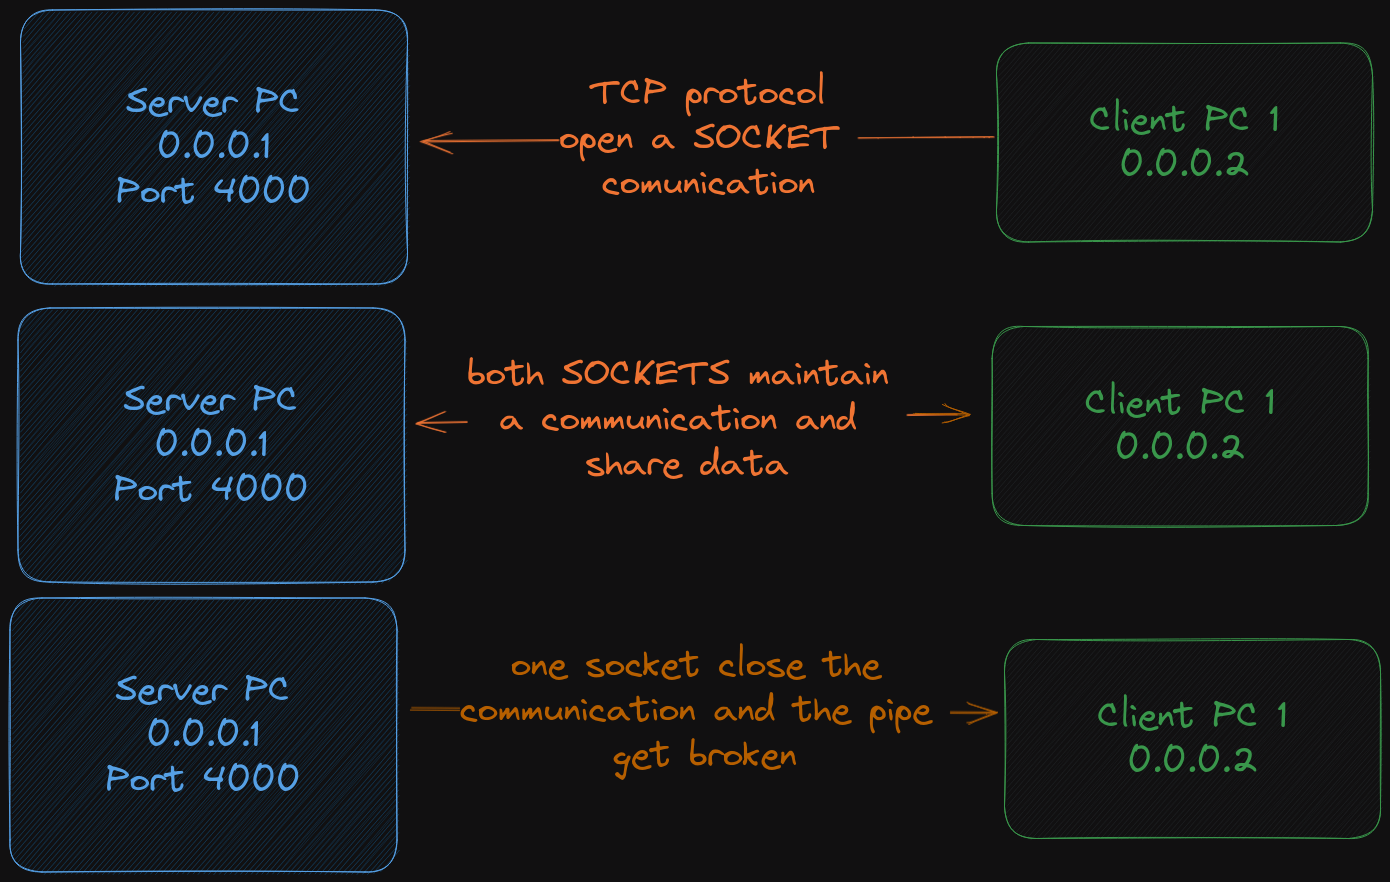 Server PC
0.0.0.1
Port 4000
TCP protocol
open a SOCKET
comunication
Client PC 1
0.0.0.2
Server PC
0.0.0.1
Port 4000
both SOCKETS maintain
a communication and
share data
Client PC 1
0.0.0.2
Server PC
0.0.0.1
Port 4000
one socket close the
communication and the pipe
get broken
Client PC 1
0.0.0.2